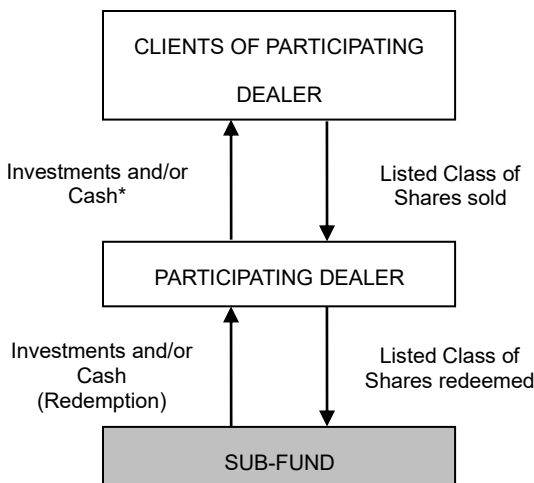 CLIENTS OF PARTICIPATING
DEALER
Investments and/or
Cash*
Listed Class of
Shares sold
PARTICIPATING DEALER
Investments and/or
Cash
(Redemption)
Listed Class of
Shares redeemed
SUB-FUND